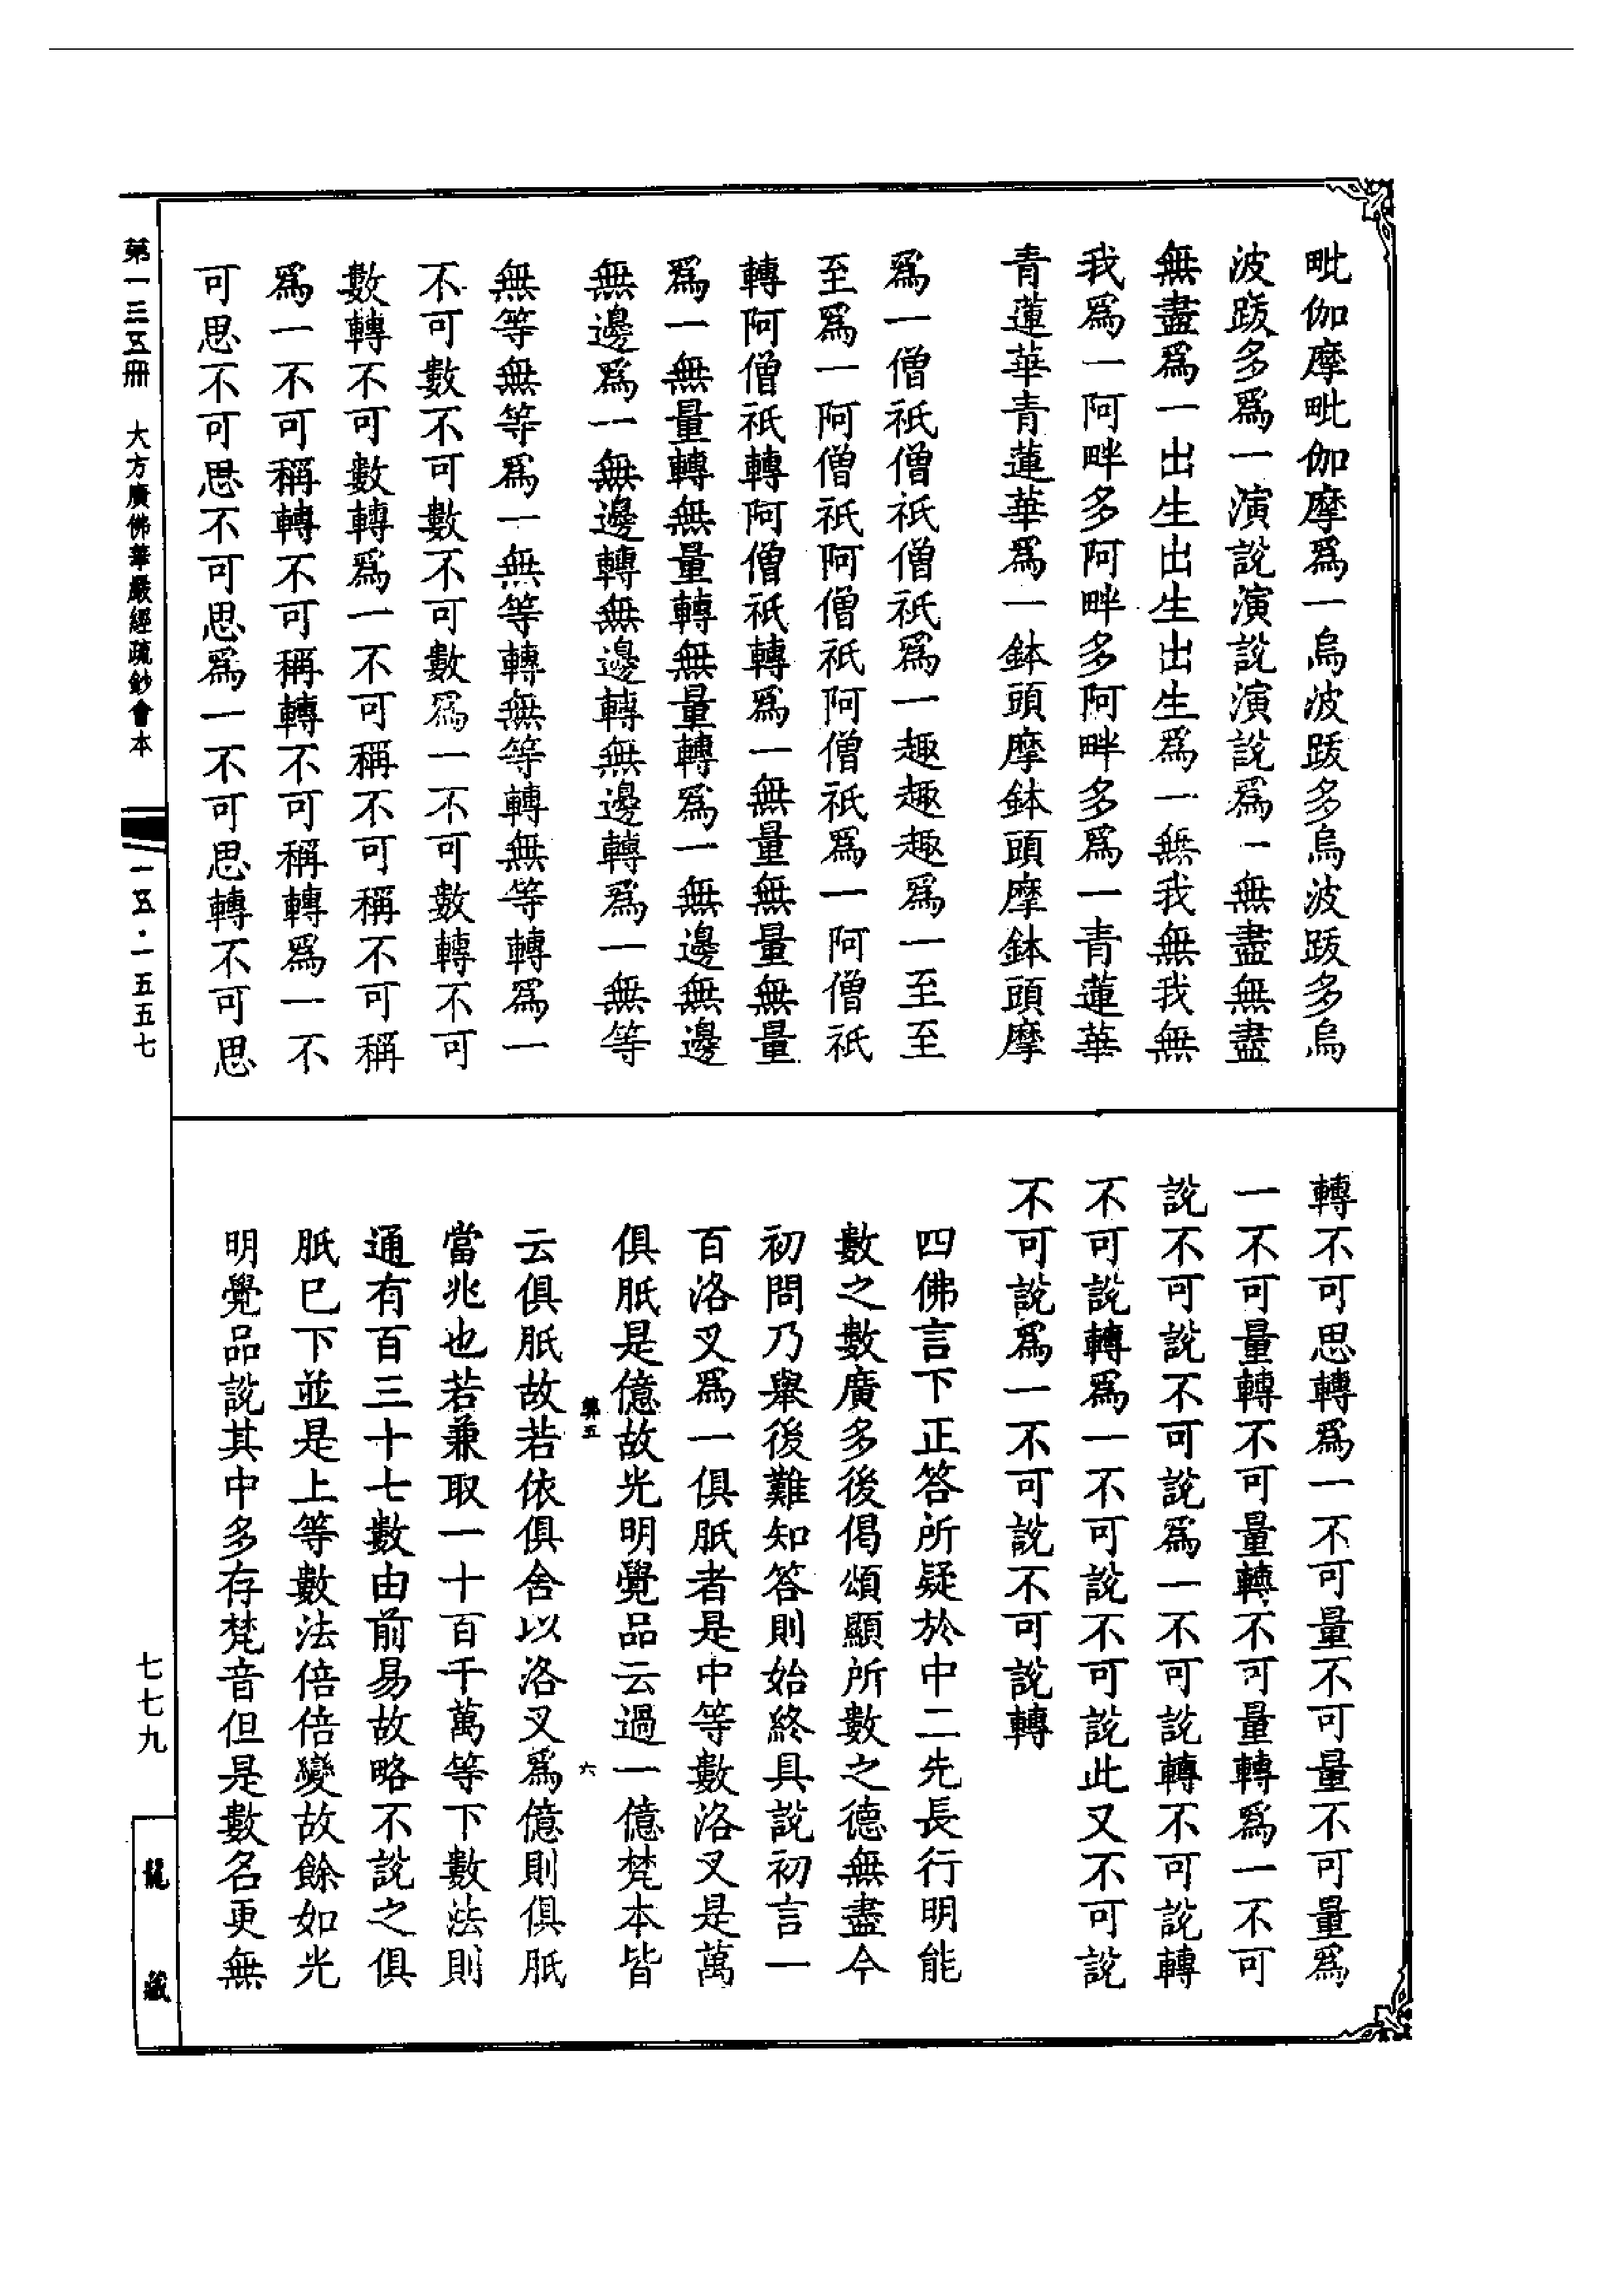 毗伽摩毗伽摩爲一烏波跋多烏波跋多烏
波跋多爲一演說演說演說爲一無盡無盡
無盡爲一出生出生出生爲一無我無我無
我爲一阿畔多阿畔多阿畔多爲一青蓮華
青蓮華青蓮華爲一鉢頭摩鉢頭摩鉢頭摩
爲一僧祇僧祇僧祇爲一趣趣趣爲一至至
至爲一阿僧祇阿僧祇阿僧祇爲一阿僧祇
轉阿僧祇轉阿僧祇轉爲一無量無量無量
爲一無量轉無量轉無量轉爲一無邊無邊
無邊爲一無邊轉無邊轉無邊轉爲一無等
無等無等爲一無等轉無等轉無等轉爲一
不可數不可數不可數爲一不可數轉不可
數轉不可數轉爲一不可稱不可稱不可稱
爲一不可稱轉不可稱轉不可稱轉爲一不
可思不可思不可思爲一不可思轉不可思
轉不可思轉爲一不可量不可量不可量爲
一不可量轉不可量轉不可量轉爲一不可
說不可說不可說爲一不可說轉不可說轉
不可說轉爲一不可說不可說此又不可說
不可說爲一不可說不可說轉
四佛言下正答所疑於中二先長行明能
數之數廣多後偈頌顯所數之德無盡今
初問乃舉後難知答則始終具說初言一
百洛叉爲一俱胝者是中等數洛叉是萬
俱胝是億故光明覺品云過一億梵本皆
弊五　六
云俱胝故若依俱舍以洛叉爲億則俱胝
當兆也若兼取一十百千萬等下數法則
通有百三十七數由前易故略不說之俱
胝已下並是上等數法倍倍變故餘如光
明覺品說其中多存梵音但是數名更無
第一三五冊　大方廣佛華嚴經疏鈔會本　一五·一五五七
七七九
龍藏